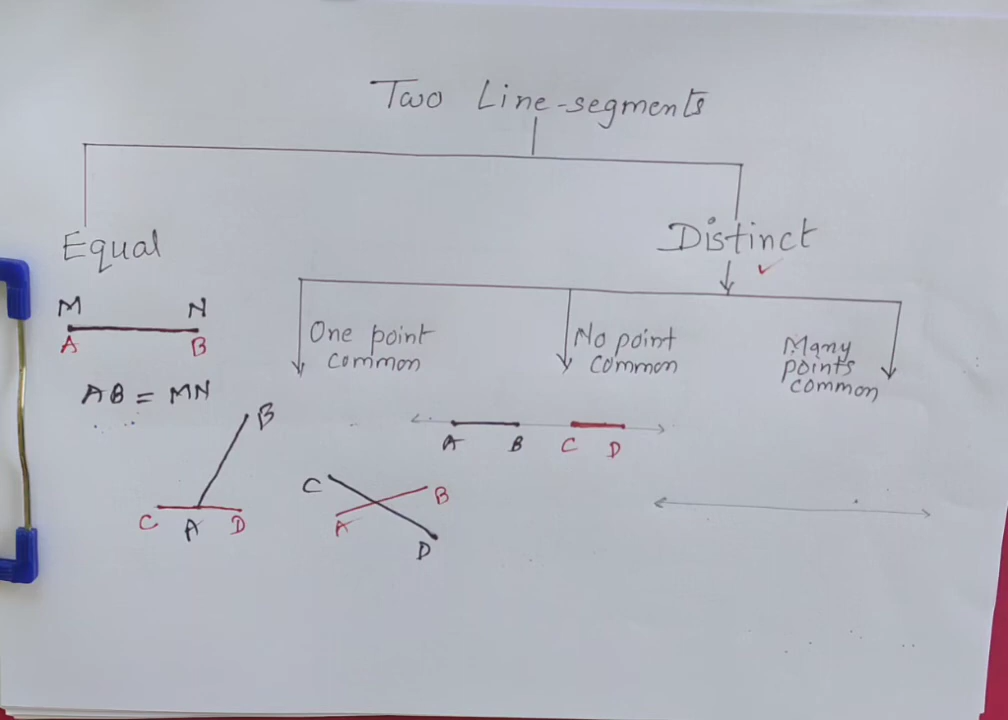 Two Line-segments
Equal
Distinct
M N
A B
AB = MN
One point
common
No point
common
Many
points
common
A B C D
B
C A D
C B
A
D